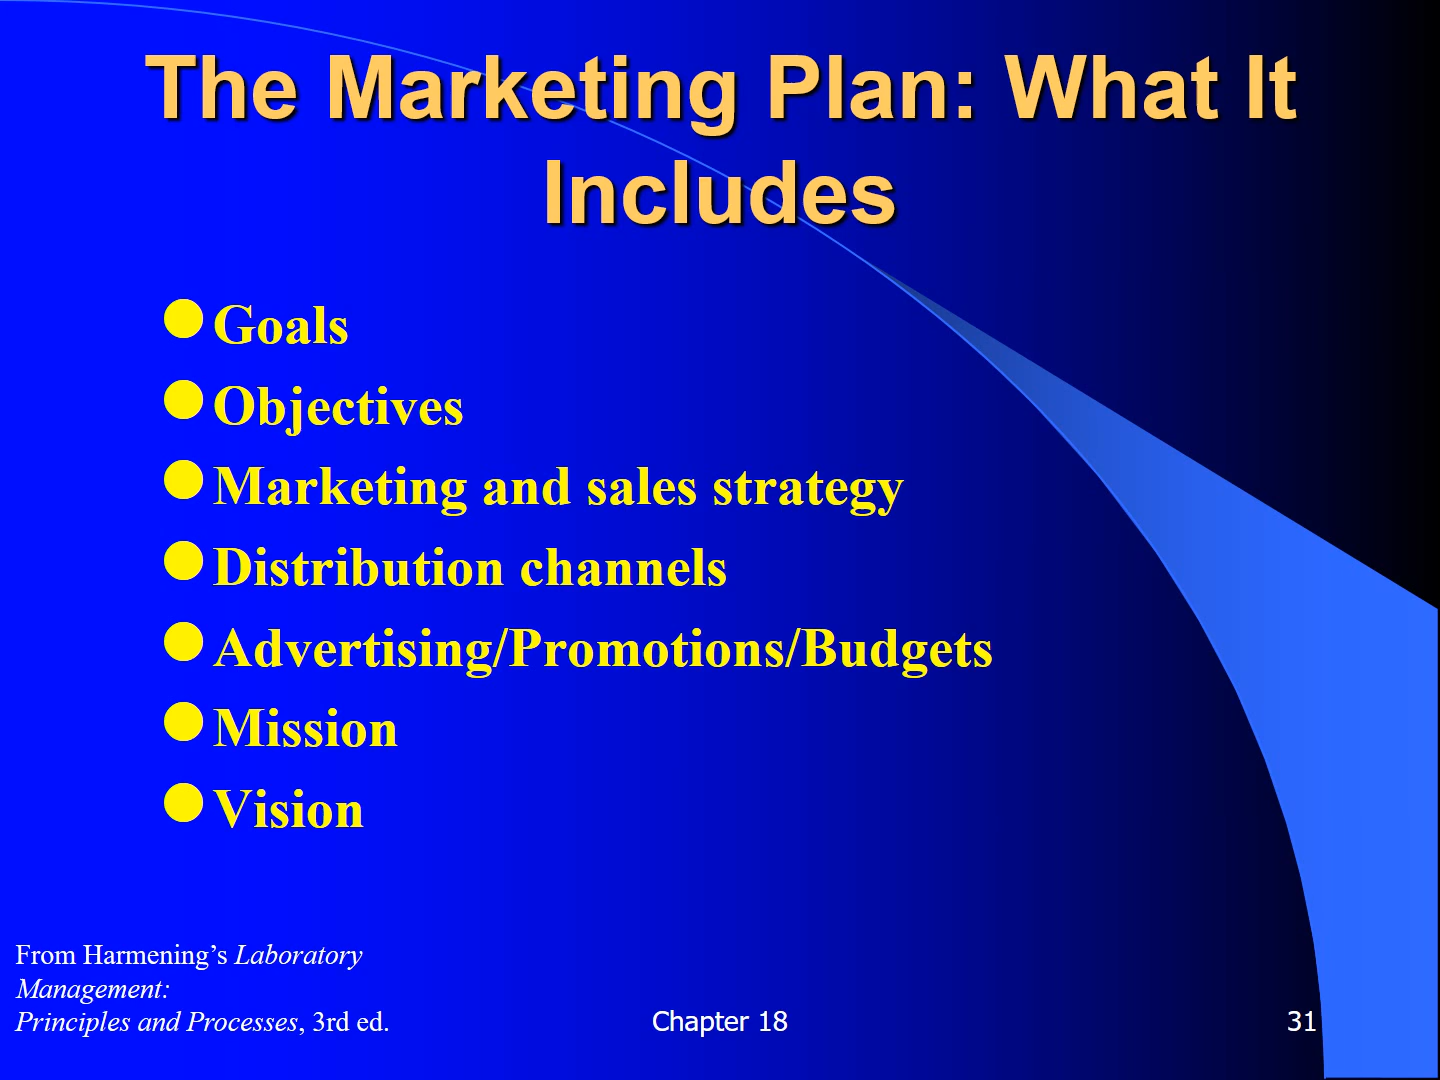 The Marketing Plan: What It
Includes
Goals
Objectives
Marketing and sales strategy
Distribution channels
Advertising/Promotions/Budgets
Mission
Vision
From Harmening’s Laboratory
Management:
Principles and Processes, 3rd ed.
Chapter 18
31